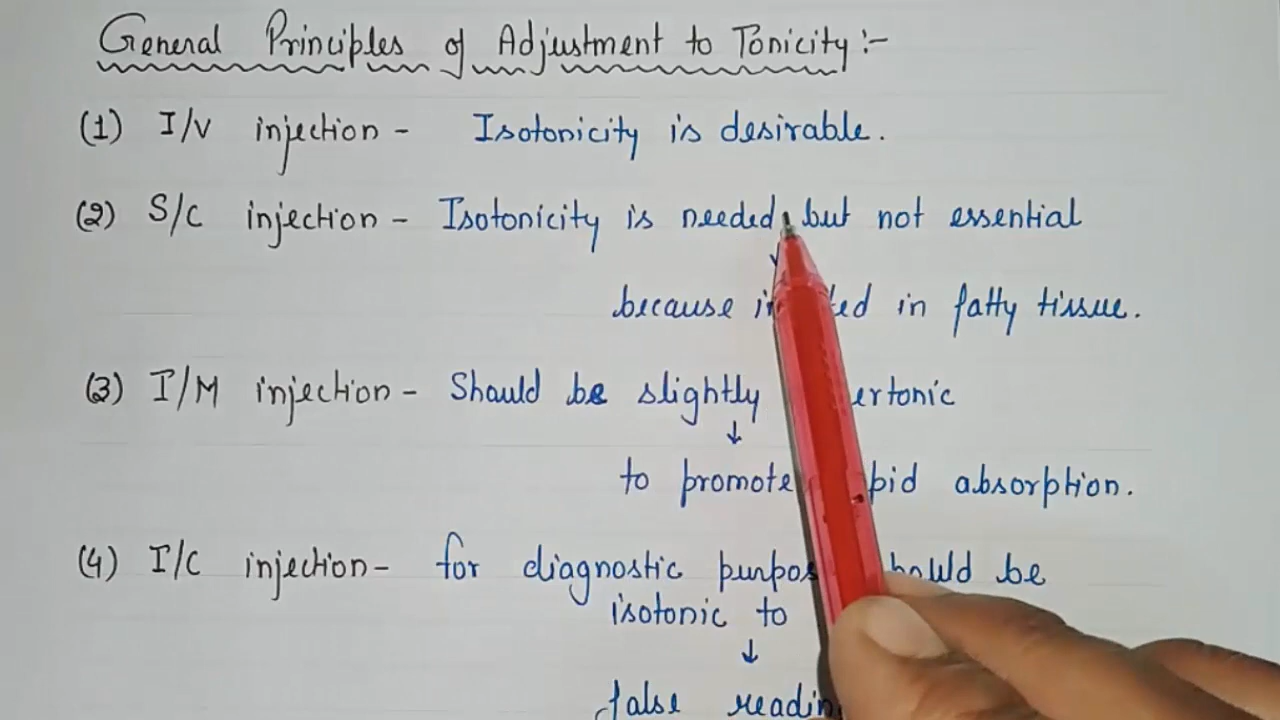 General Principles of Adjustment to Tonicity :-
(1) I/V injection - Isotonicity is desirable.
(2) S/C injection - Isotonicity is needed but not essential
because in fatty tissue.
(3) I/M injection - Should be slightly
to promote absorption.
(4) I/C injection - for diagnostic should be
isotonic to
false